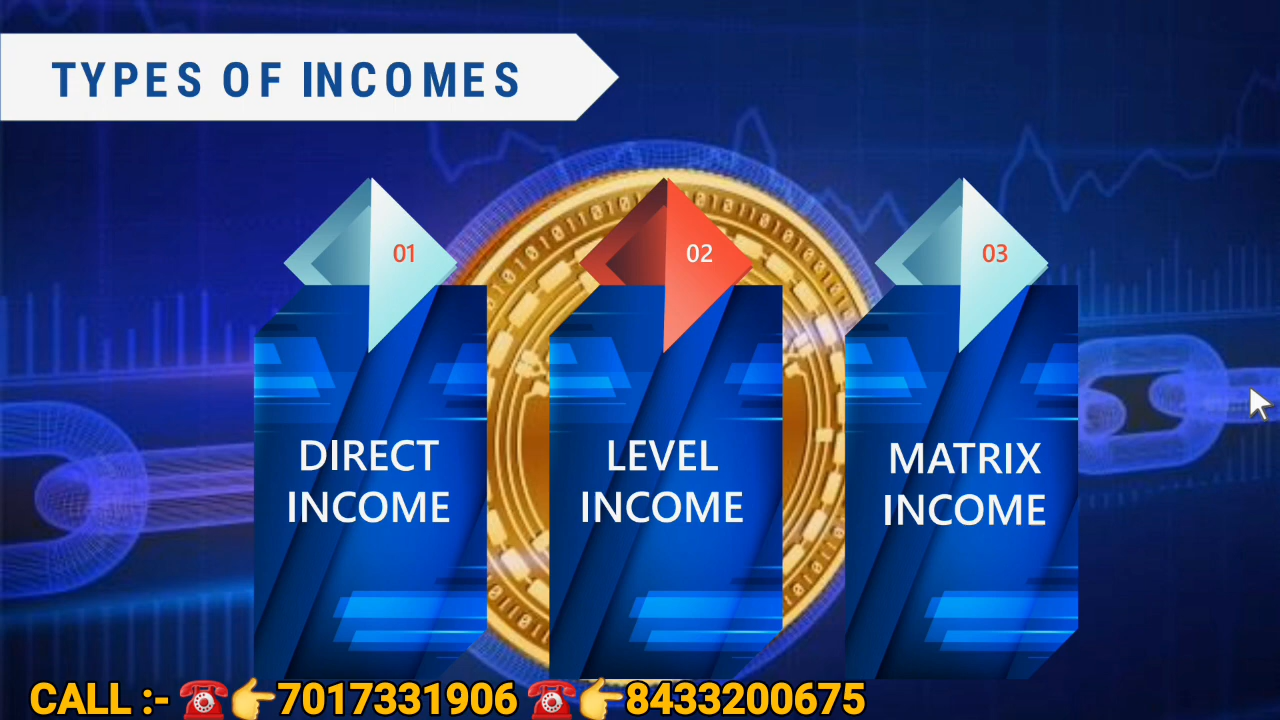 TYPES OF INCOMES
01
02
03
DIRECT
INCOME
LEVEL
INCOME
MATRIX
INCOME
CALL :- ☎️👉7017331906 ☎️👉8433200675